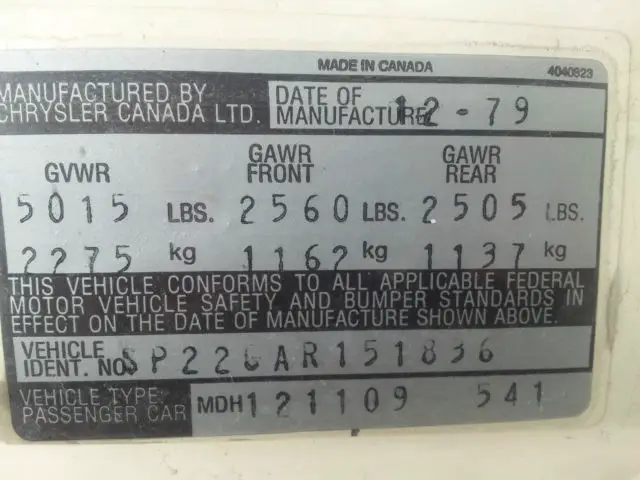 MADE IN CANADA 4040923
MANUFACTURED BY DATE OF
CHRYSLER CANADA LTD. MANUFACTURE 12-79
GVWR GAWR FRONT GAWR REAR
5015 LBS. 2560 LBS. 2505 LBS.
2275 kg 1162 kg 1137 kg
THIS VEHICLE CONFORMS TO ALL APPLICABLE FEDERAL
MOTOR VEHICLE SAFETY AND BUMPER STANDARDS IN
EFFECT ON THE DATE OF MANUFACTURE SHOWN ABOVE.
VEHICLE
IDENT. NO. SP22GAR151836
VEHICLE TYPE:
PASSENGER CAR MDH 121109 541